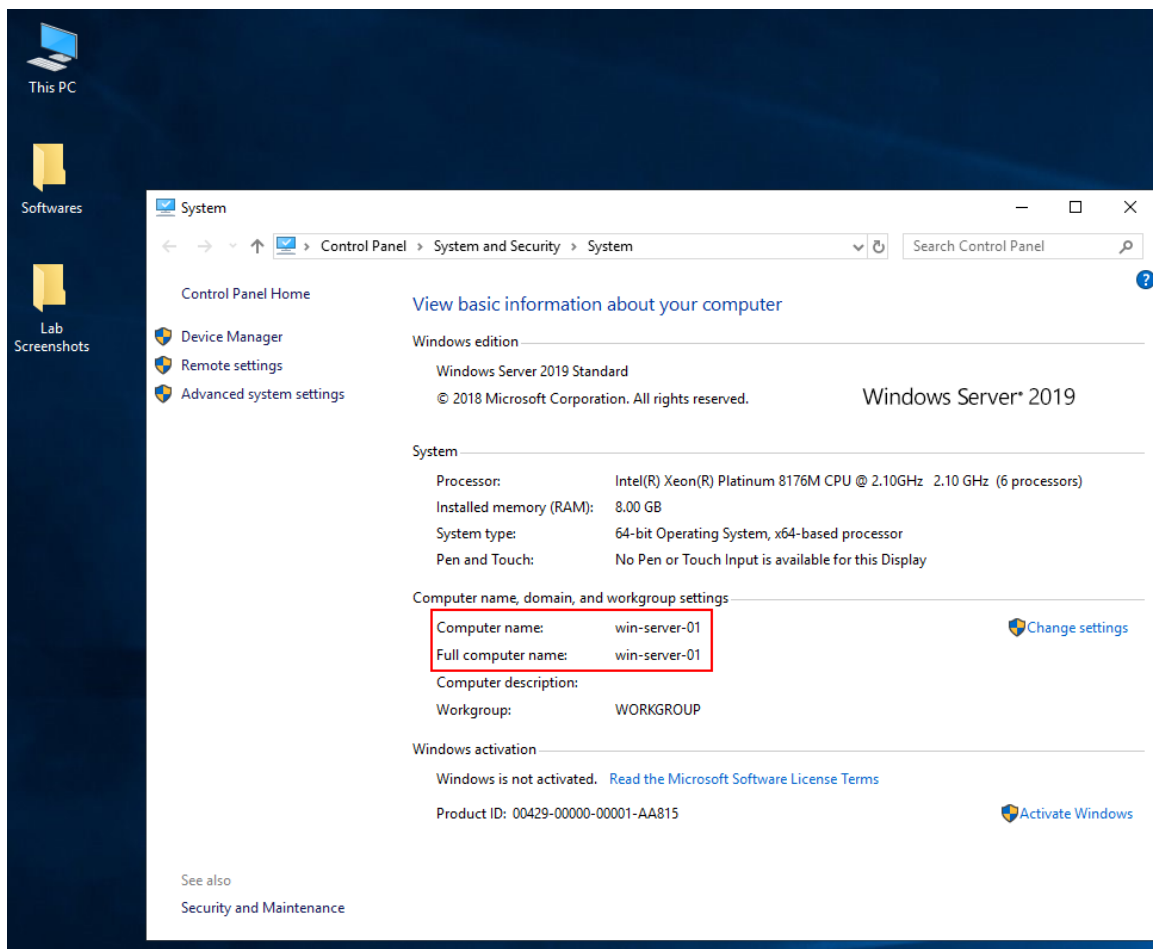 This PC
Softwares
Lab
Screenshots
System
Control Panel › System and Security › System
Search Control Panel
?
Control Panel Home
Device Manager
Remote settings
Advanced system settings
View basic information about your computer
Windows edition
Windows Server 2019 Standard
© 2018 Microsoft Corporation. All rights reserved.
Windows Server® 2019
System
Processor: Intel(R) Xeon(R) Platinum 8176M CPU @ 2.10GHz 2.10 GHz (6 processors)
Installed memory (RAM): 8.00 GB
System type: 64-bit Operating System, x64-based processor
Pen and Touch: No Pen or Touch Input is available for this Display
Computer name, domain, and workgroup settings
Computer name: win-server-01
Change settings
Full computer name: win-server-01
Computer description:
Workgroup: WORKGROUP
Windows activation
Windows is not activated. Read the Microsoft Software License Terms
Product ID: 00429-00000-00001-AA815
Activate Windows
See also
Security and Maintenance